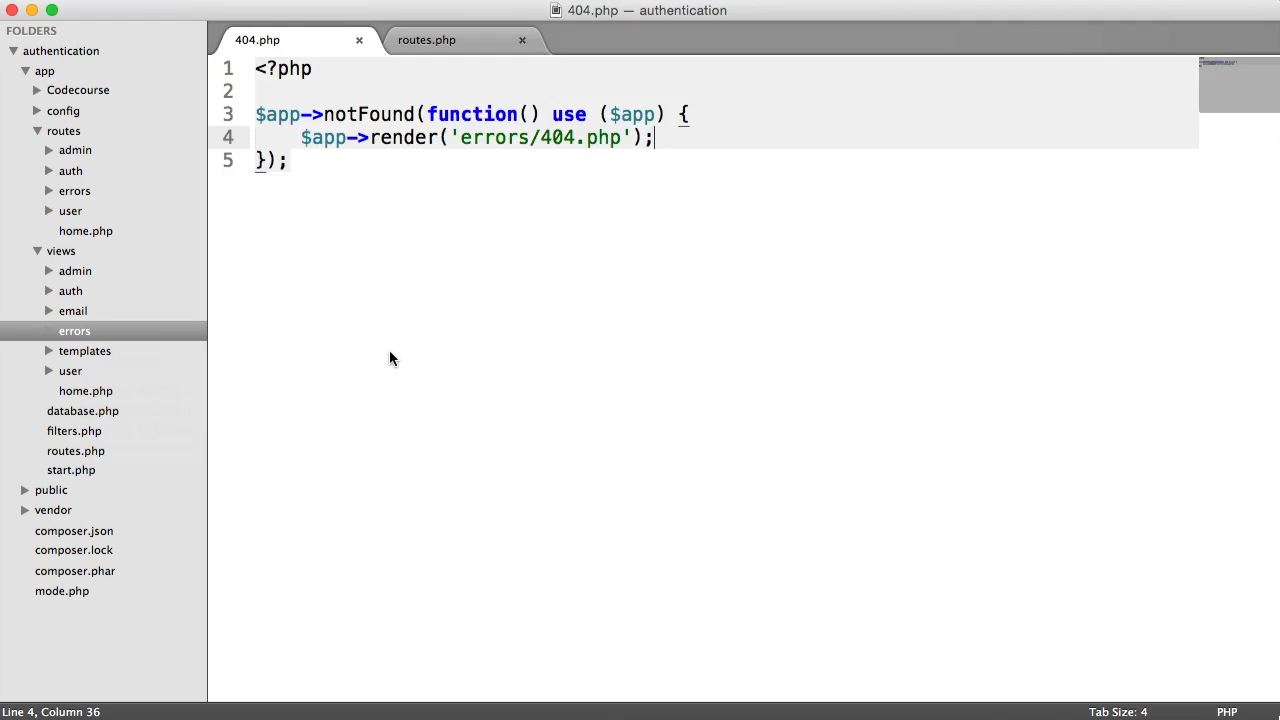 404.php — authentication
FOLDERS
authentication
app
Codecourse
config
routes
admin
auth
errors
user
home.php
views
admin
auth
email
errors
templates
user
home.php
database.php
filters.php
routes.php
start.php
public
vendor
composer.json
composer.lock
composer.phar
mode.php
404.php × routes.php ×
1 <?php
2
3 $app->notFound(function() use ($app) {
4 $app->render('errors/404.php');
5 });
Line 4, Column 36 Tab Size: 4 PHP